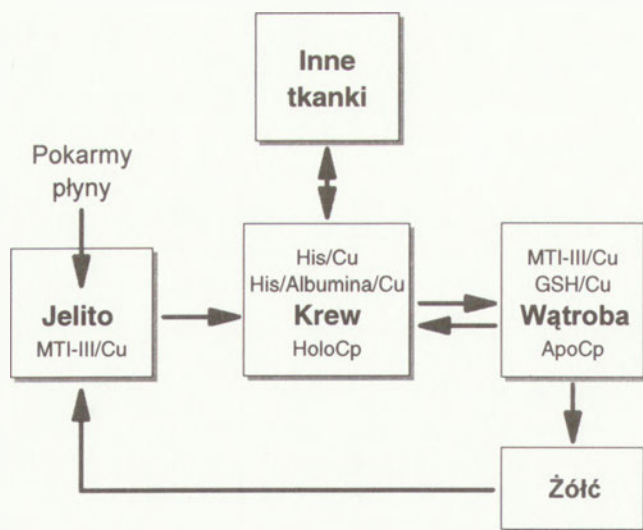 Inne
tkanki
Pokarmy
płyny
Jelito
MTI-III/Cu
His/Cu
His/Albumina/Cu
Krew
HoloCp
MTI-III/Cu
GSH/Cu
Wątroba
ApoCp
Żółć